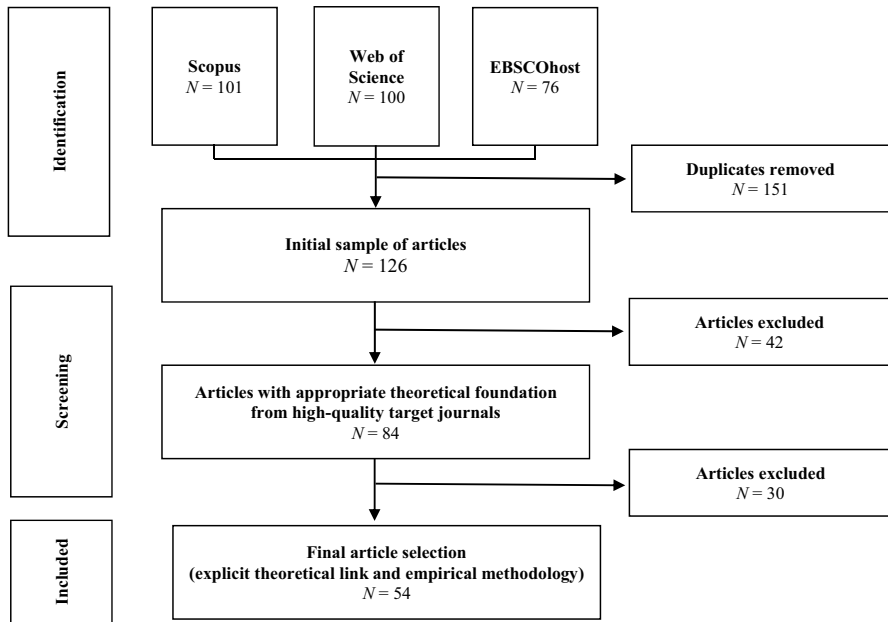 Identification
Scopus
N = 101
Web of
Science
N = 100
EBSCOhost
N = 76
Duplicates removed
N = 151
Initial sample of articles
N = 126
Screening
Articles excluded
N = 42
Articles with appropriate theoretical foundation
from high-quality target journals
N = 84
Articles excluded
N = 30
Included
Final article selection
(explicit theoretical link and empirical methodology)
N = 54